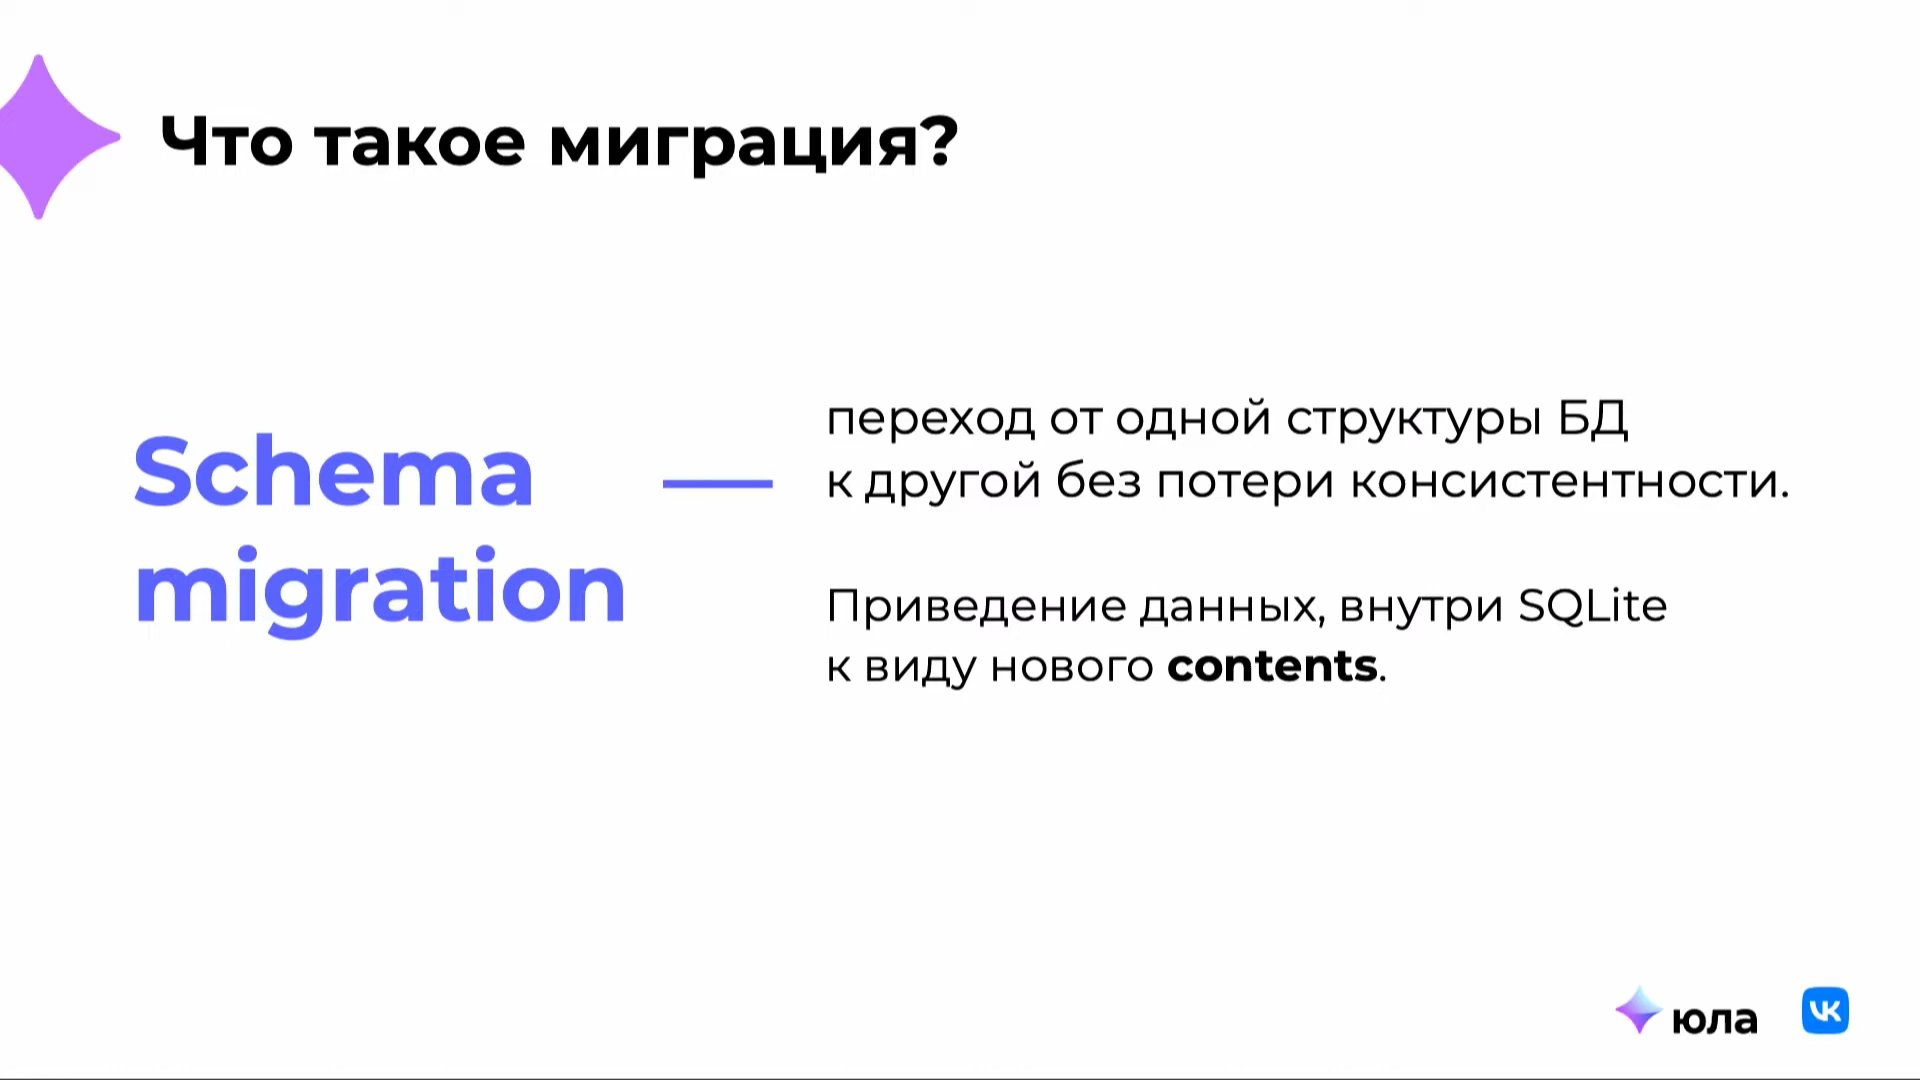 Что такое миграция?
Schema
migration
—
переход от одной структуры БД
к другой без потери консистентности.
Приведение данных, внутри SQLite
к виду нового contents.
юла
VK